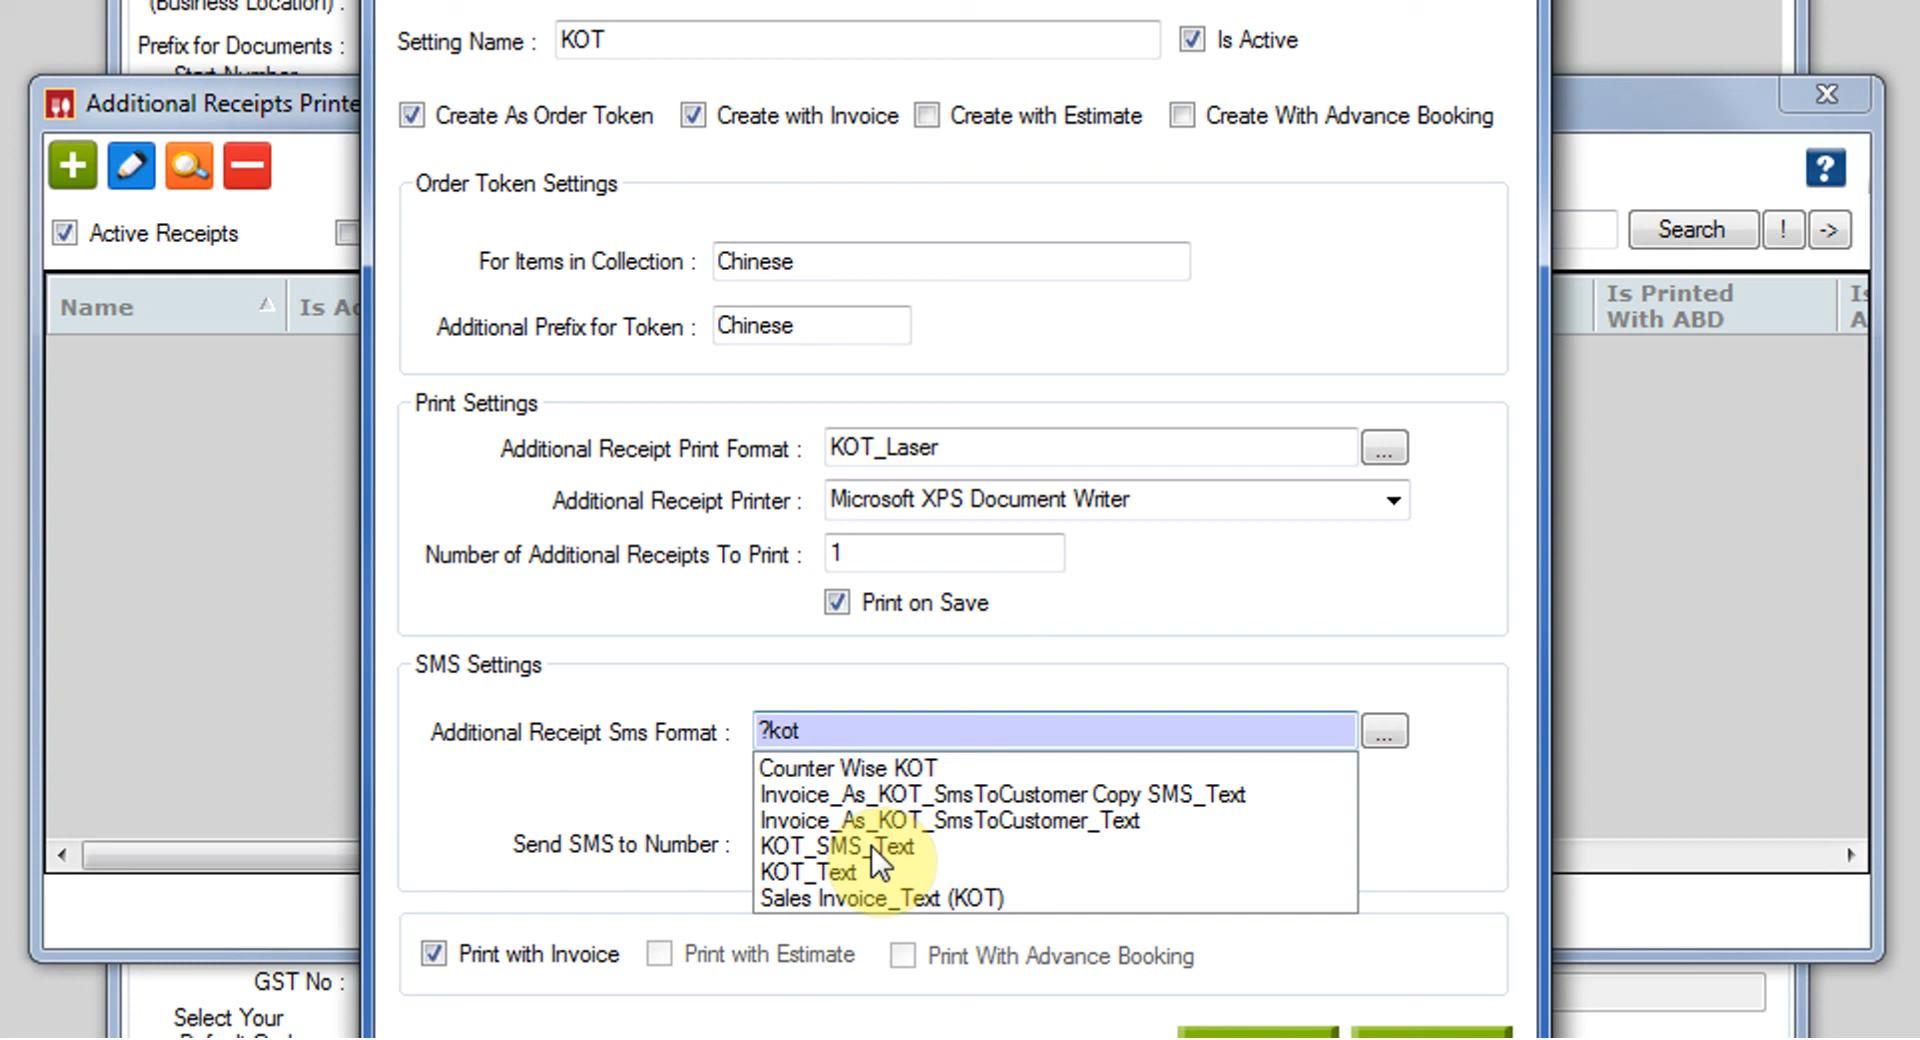 (Business Location) :
Prefix for Documents :
Start Number
Setting Name : KOT Is Active
Additional Receipts Printe
Create As Order Token Create with Invoice Create with Estimate Create With Advance Booking
?
Order Token Settings
Active Receipts
Search ! ->
For Items in Collection : Chinese
Name Is Ac
Is Printed
With ABD
Is
A
Additional Prefix for Token : Chinese
Print Settings
Additional Receipt Print Format : KOT_Laser ...
Additional Receipt Printer : Microsoft XPS Document Writer
Number of Additional Receipts To Print : 1
Print on Save
SMS Settings
Additional Receipt Sms Format : ?kot ...
Counter Wise KOT
Invoice_As_KOT_SmsToCustomer Copy SMS_Text
Invoice_As_KOT_SmsToCustomer_Text
KOT_SMS_Text
Send SMS to Number :
KOT_Text
Sales Invoice_Text (KOT)
Print with Invoice Print with Estimate Print With Advance Booking
GST No :
Select Your